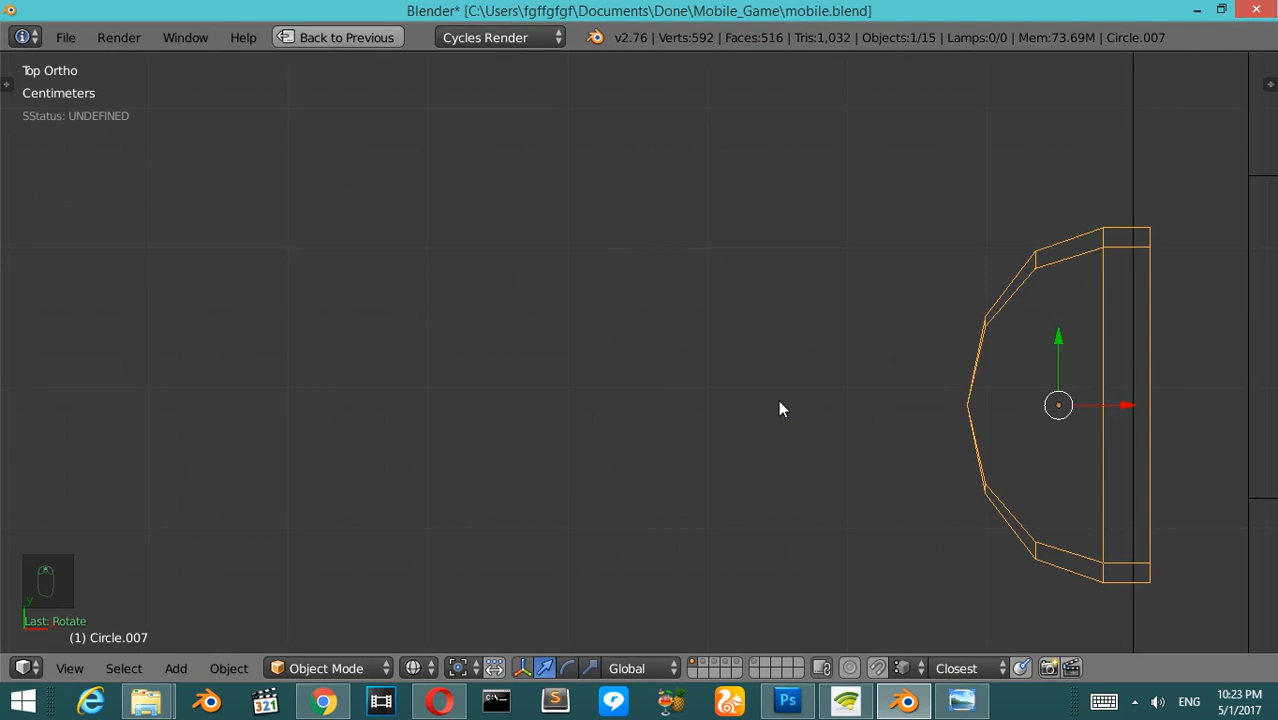 Blender* [C:\Users\fgffgfgf\Documents\Done\Mobile_Game\mobile.blend]
File Render Window Help Back to Previous Cycles Render v2.76 | Verts:592 | Faces:516 | Tris:1,032 | Objects:1/15 | Lamps:0/0 | Mem:73.69M | Circle.007
Top Ortho
Centimeters
SStatus: UNDEFINED
y
Last: Rotate
(1) Circle.007
View Select Add Object Object Mode Global Closest
321 S Ps ENG 10:23 PM
5/1/2017